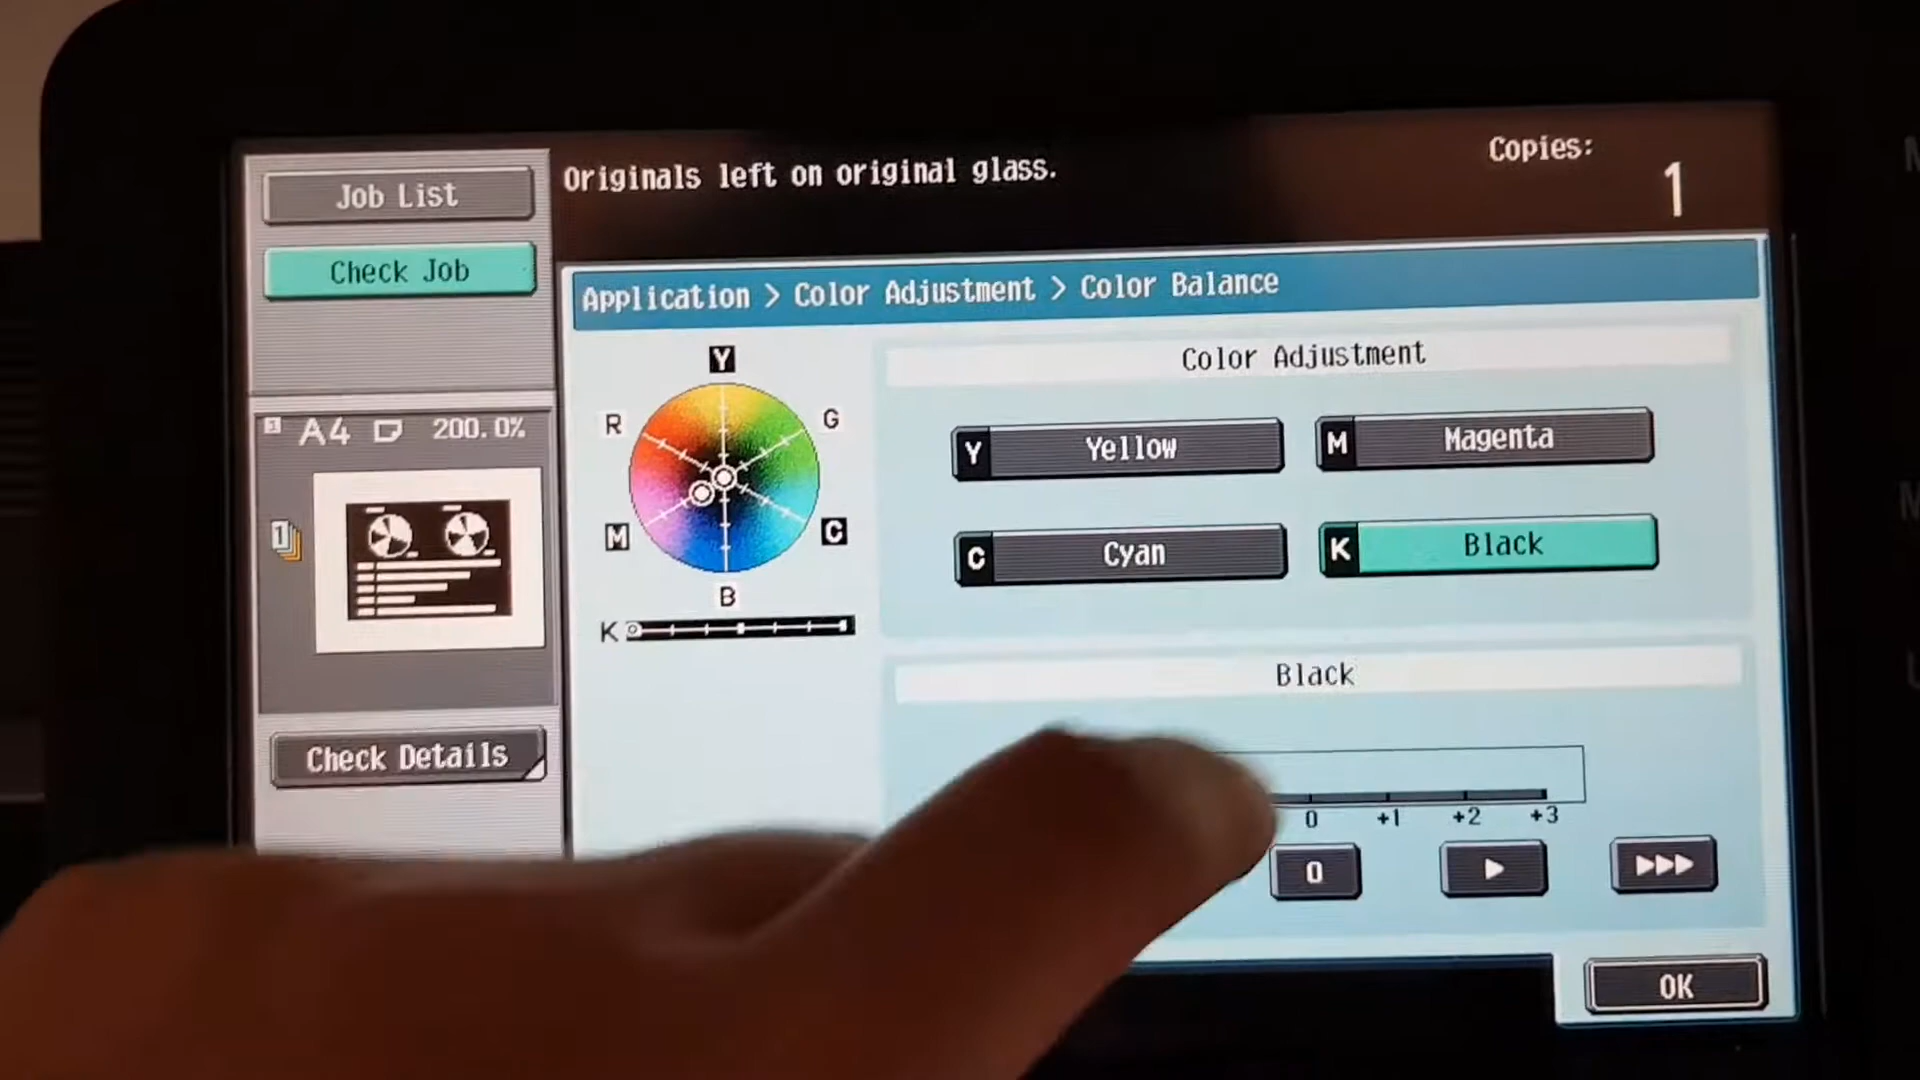 Job List
Check Job
Originals left on original glass.
Copies:
1
Application > Color Adjustment > Color Balance
Y
R
G
M
C
B
K
Color Adjustment
Y Yellow
M Magenta
C Cyan
K Black
Black
0 +1 +2 +3
0
OK
A4 200.0%
1
Check Details